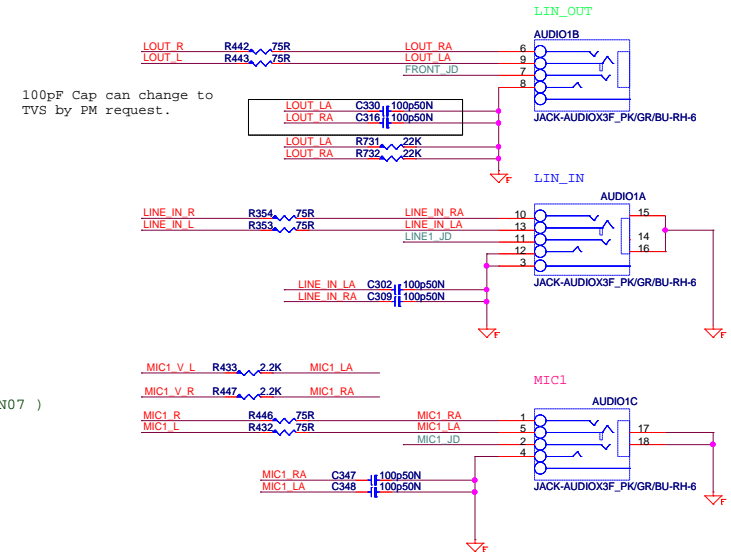 LIN_OUT
AUDIO1B
LOUT_R R442 75R LOUT_RA 6
LOUT_L R443 75R LOUT_LA 9
FRONT_JD 7
8
100pF Cap can change to
TVS by PM request.
LOUT_LA C330 100p50N
LOUT_RA C316 100p50N
JACK-AUDIOX3F_PK/GR/BU-RH-6
LOUT_LA R731 22K
LOUT_RA R732 22K
F
LIN_IN
AUDIO1A
LINE_IN_R R354 75R LINE_IN_RA 10 15
LINE_IN_L R353 75R LINE_IN_LA 13
LINE1_JD 11 14
12 16
3
LINE_IN_LA C302 100p50N
JACK-AUDIOX3F_PK/GR/BU-RH-6
LINE_IN_RA C309 100p50N
F F
MIC1_V_L R433 2.2K MIC1_LA
MIC1
MIC1_V_R R447 2.2K MIC1_RA
AUDIO1C
N07 )
MIC1_R R446 75R MIC1_RA 1
MIC1_L R432 75R MIC1_LA 5 17
MIC1_JD 2 18
4
MIC1_RA C347 100p50N
MIC1_LA C348 100p50N
JACK-AUDIOX3F_PK/GR/BU-RH-6
F
F